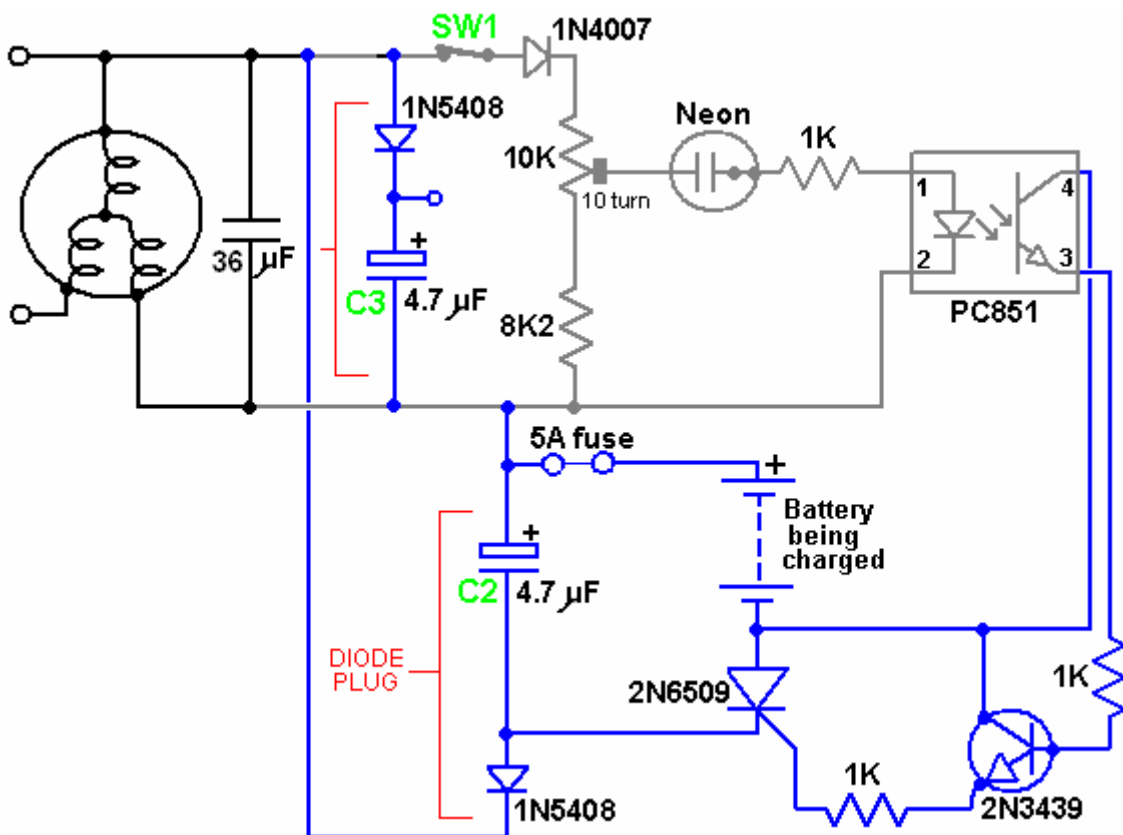 SW1
1N4007
1N5408
Neon
1K
10K
10 turn
1
4
2
3
36 µF
+
C3
4.7 µF
8K2
PC851
5A fuse
+
Battery
being
charged
+
C2
4.7 µF
DIODE
PLUG
2N6509
1K
1K
1N5408
2N3439